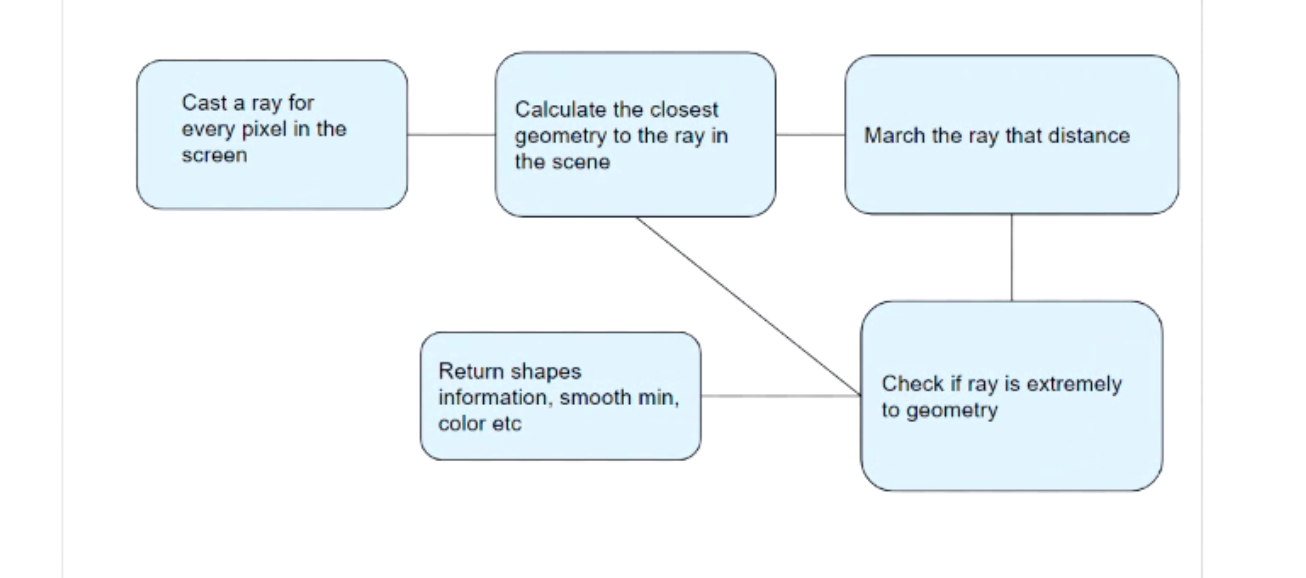 Cast a ray for
every pixel in the
screen
Calculate the closest
geometry to the ray in
the scene
March the ray that distance
Return shapes
information, smooth min,
color etc
Check if ray is extremely
to geometry